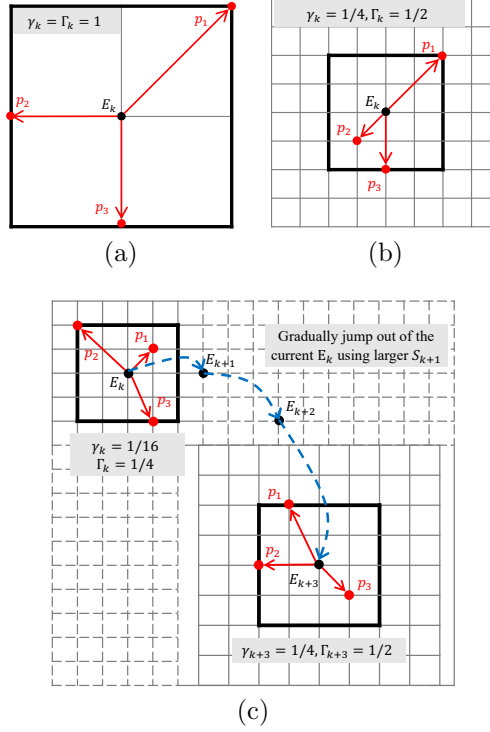 γₖ = Γₖ = 1
p₁
p₂
Eₖ
p₃
(a)
γₖ = 1/4, Γₖ = 1/2
p₁
Eₖ
p₂
p₃
(b)
Gradually jump out of the
current Eₖ using larger Sₖ₊₁
p₁
p₂
Eₖ
Eₖ₊₁
p₃
Eₖ₊₂
γₖ = 1/16
Γₖ = 1/4
p₁
p₂
Eₖ₊₃
p₃
γₖ₊₃ = 1/4, Γₖ₊₃ = 1/2
(c)